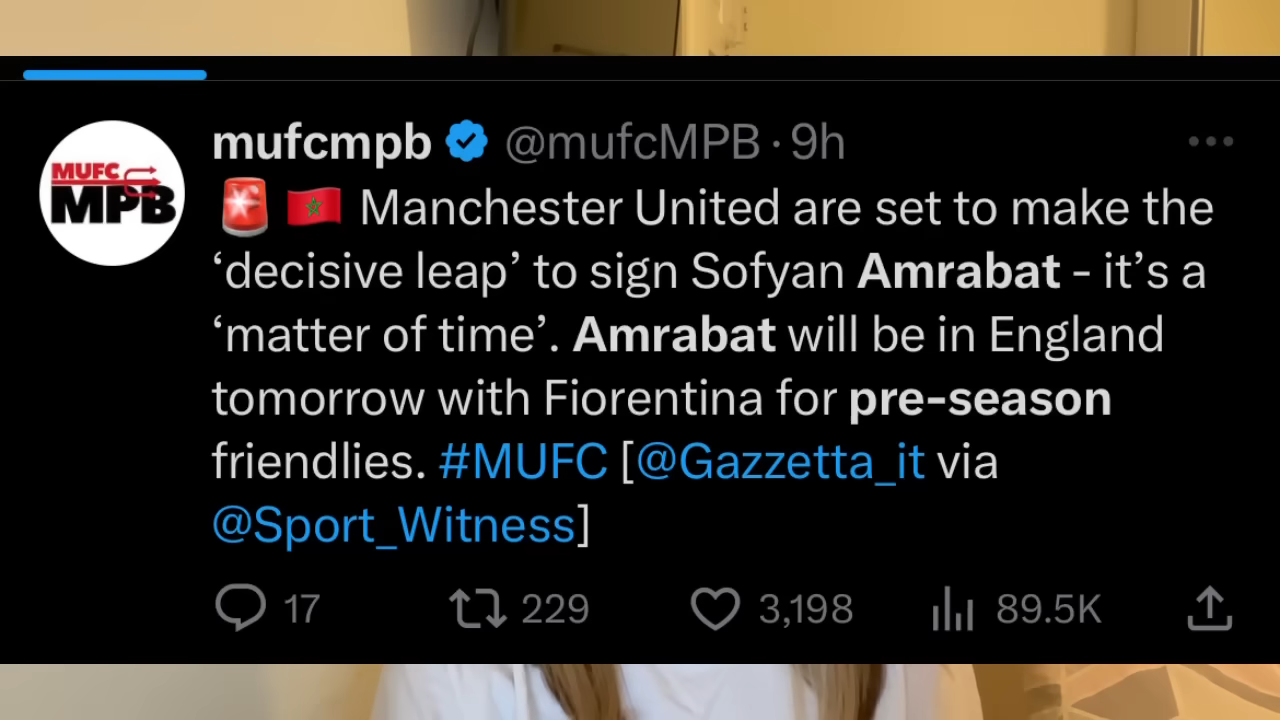 mufcmpb @mufcMPB · 9h
MUFC
MPB
🚨 🇲🇦 Manchester United are set to make the
‘decisive leap’ to sign Sofyan Amrabat - it’s a
‘matter of time’. Amrabat will be in England
tomorrow with Fiorentina for pre-season
friendlies. #MUFC [@Gazzetta_it via
@Sport_Witness]
17 229 3,198 89.5K